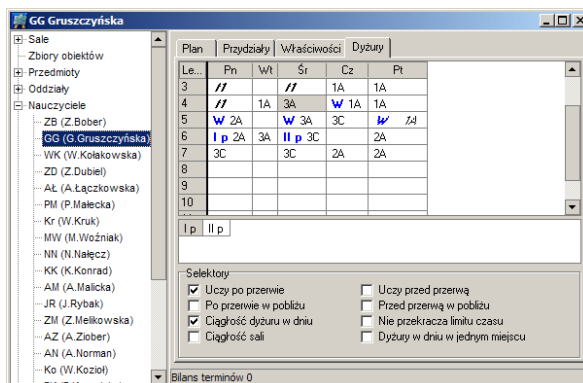 GG Gruszczyńska
Sale
Zbiory obiektów
Przedmioty
Oddziały
Nauczyciele
ZB (Z.Bober)
GG (G.Gruszczyńska)
WK (W.Kołakowska)
ZD (Z.Dubiel)
AŁ (A.Łączkowska)
PM (P.Małecka)
Kr (W.Kruk)
MW (M.Woźniak)
NN (N.Nałęcz)
KK (K.Konrad)
AM (A.Malicka)
JR (J.Rybak)
ZM (Z.Melikowska)
AZ (A.Ziober)
AN (A.Norman)
Ko (W.Kozioł)
Plan Przydziały Właściwości Dyżury
Le... Pn Wt Śr Cz Pt
3 1A 1A
4 1A 3A W 1A 1A
5 W 2A W 3A 3C W 1A
6 I p 2A 3A II p 3C 2A
7 3C 3C 2A 2A
8
9
10
I p II p
Selektory
Uczy po przerwie Uczy przed przerwą
Po przerwie w pobliżu Przed przerwą w pobliżu
Ciągłość dyżuru w dniu Nie przekracza limitu czasu
Ciągłość sali Dyżury w dniu w jednym miejscu
Bilans terminów 0